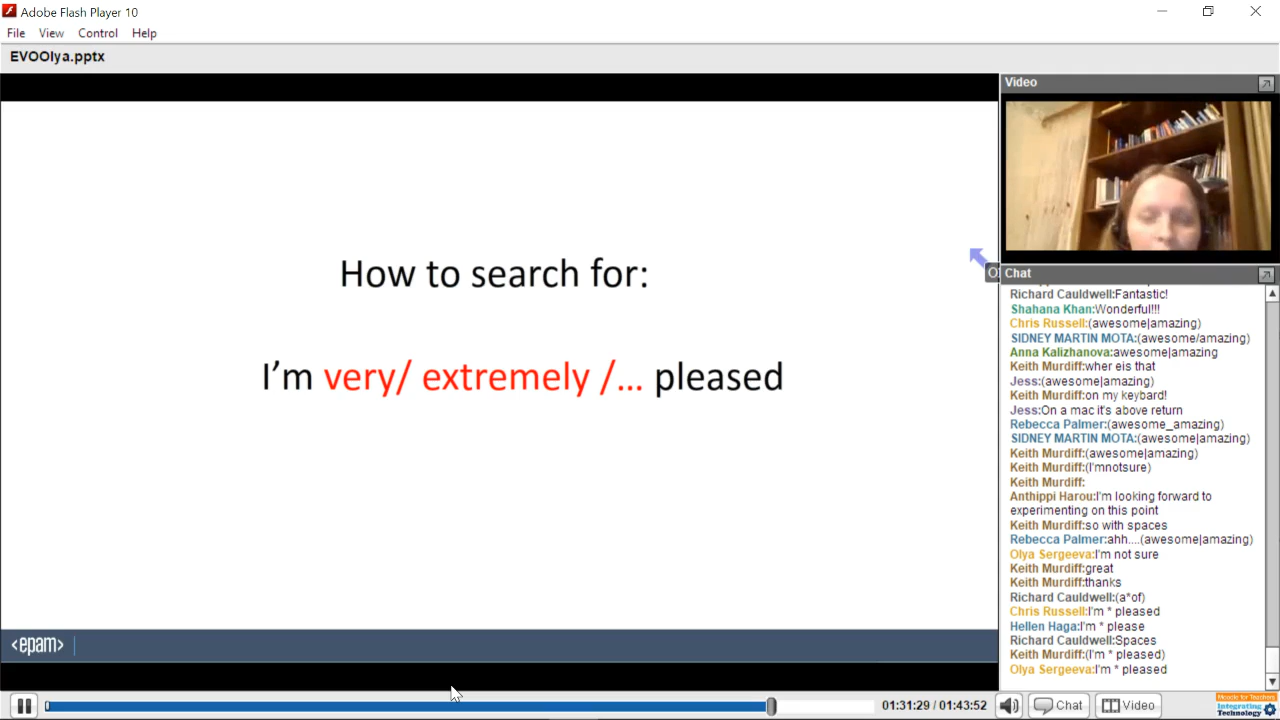 Adobe Flash Player 10
File View Control Help
EVOOlya.pptx
How to search for:
I'm very/ extremely /... pleased
<epam>
Video
Chat
Richard Cauldwell:Fantastic!
Shahana Khan:Wonderful!!!
Chris Russell:(awesome|amazing)
SIDNEY MARTIN MOTA:(awesome/amazing)
Anna Kalizhanova:awesome|amazing
Keith Murdiff:wher eis that
Jess:(awesome|amazing)
Keith Murdiff:on my keybard!
Jess:On a mac it's above return
Rebecca Palmer:(awesome_amazing)
SIDNEY MARTIN MOTA:(awesome|amazing)
Keith Murdiff:(awesome|amazing)
Keith Murdiff:(I'mnotsure)
Keith Murdiff:
Anthippi Harou:I'm looking forward to
experimenting on this point
Keith Murdiff:so with spaces
Rebecca Palmer:ahh....(awesome|amazing)
Olya Sergeeva:I'm not sure
Keith Murdiff:great
Keith Murdiff:thanks
Richard Cauldwell:(a*of)
Chris Russell:I'm * pleased
Hellen Haga:I'm * please
Richard Cauldwell:Spaces
Keith Murdiff:(I'm * pleased)
Olya Sergeeva:I'm * pleased
01:31:29 / 01:43:52
Chat
Video
Moodle for Teachers
Integrating
Technology